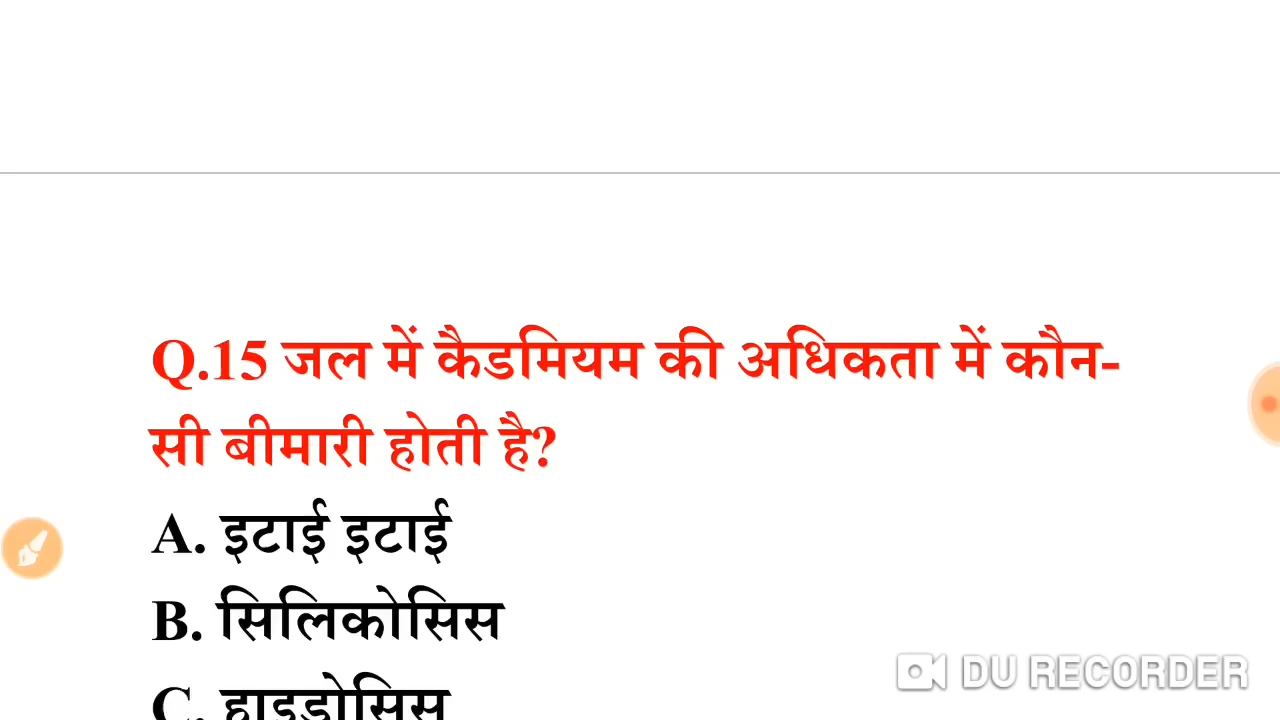 Q.15 जल में कैडमियम की अधिकता में कौन-
सी बीमारी होती है?
A. इटाई इटाई
B. सिलिकोसिस
C. हाइड्रोसिस
DU RECORDER